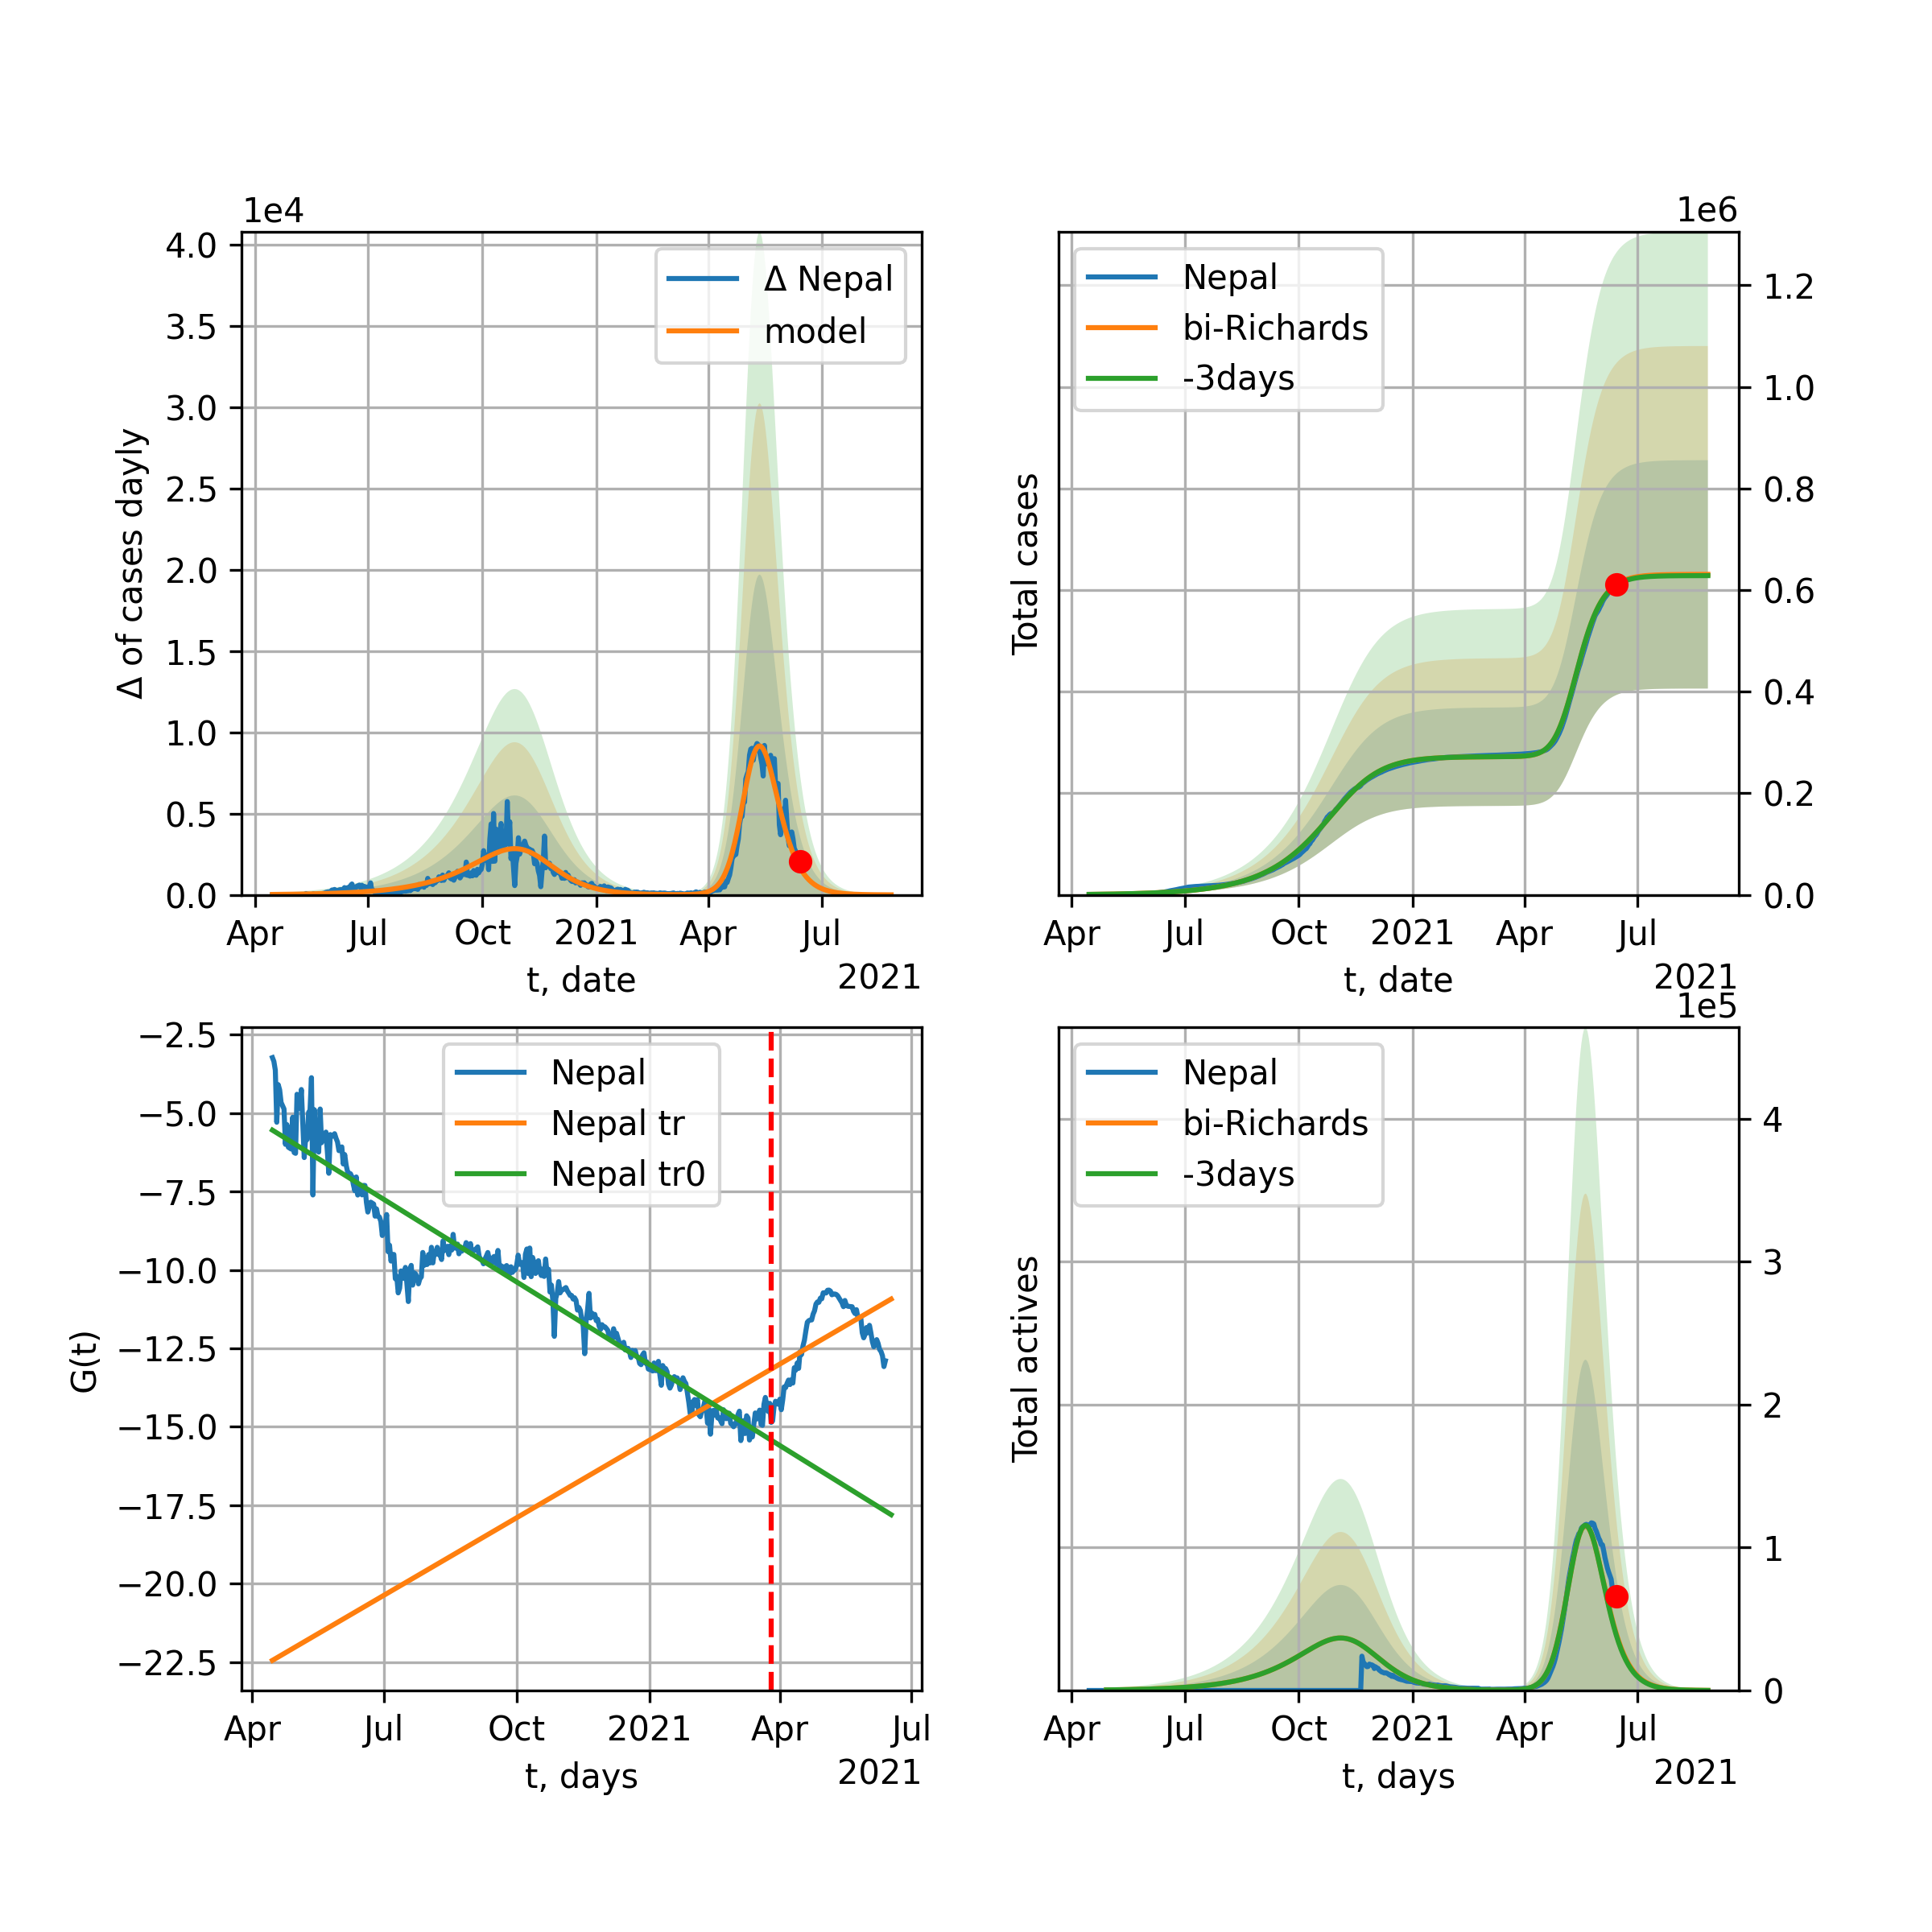 1e4
4.0
3.5
3.0
2.5
2.0
1.5
1.0
0.5
0.0
Δ of cases dayly
Δ Nepal
model
Apr Jul Oct 2021 Apr Jul
t, date
2021
1e6
1.2
1.0
0.8
0.6
0.4
0.2
0.0
Total cases
Nepal
bi-Richards
-3days
Apr Jul Oct 2021 Apr Jul
t, date
2021
−2.5
−5.0
−7.5
−10.0
−12.5
−15.0
−17.5
−20.0
−22.5
G(t)
Nepal
Nepal tr
Nepal tr0
Apr Jul Oct 2021 Apr Jul
t, days
2021
1e5
4
3
2
1
0
Total actives
Nepal
bi-Richards
-3days
Apr Jul Oct 2021 Apr Jul
t, days
2021